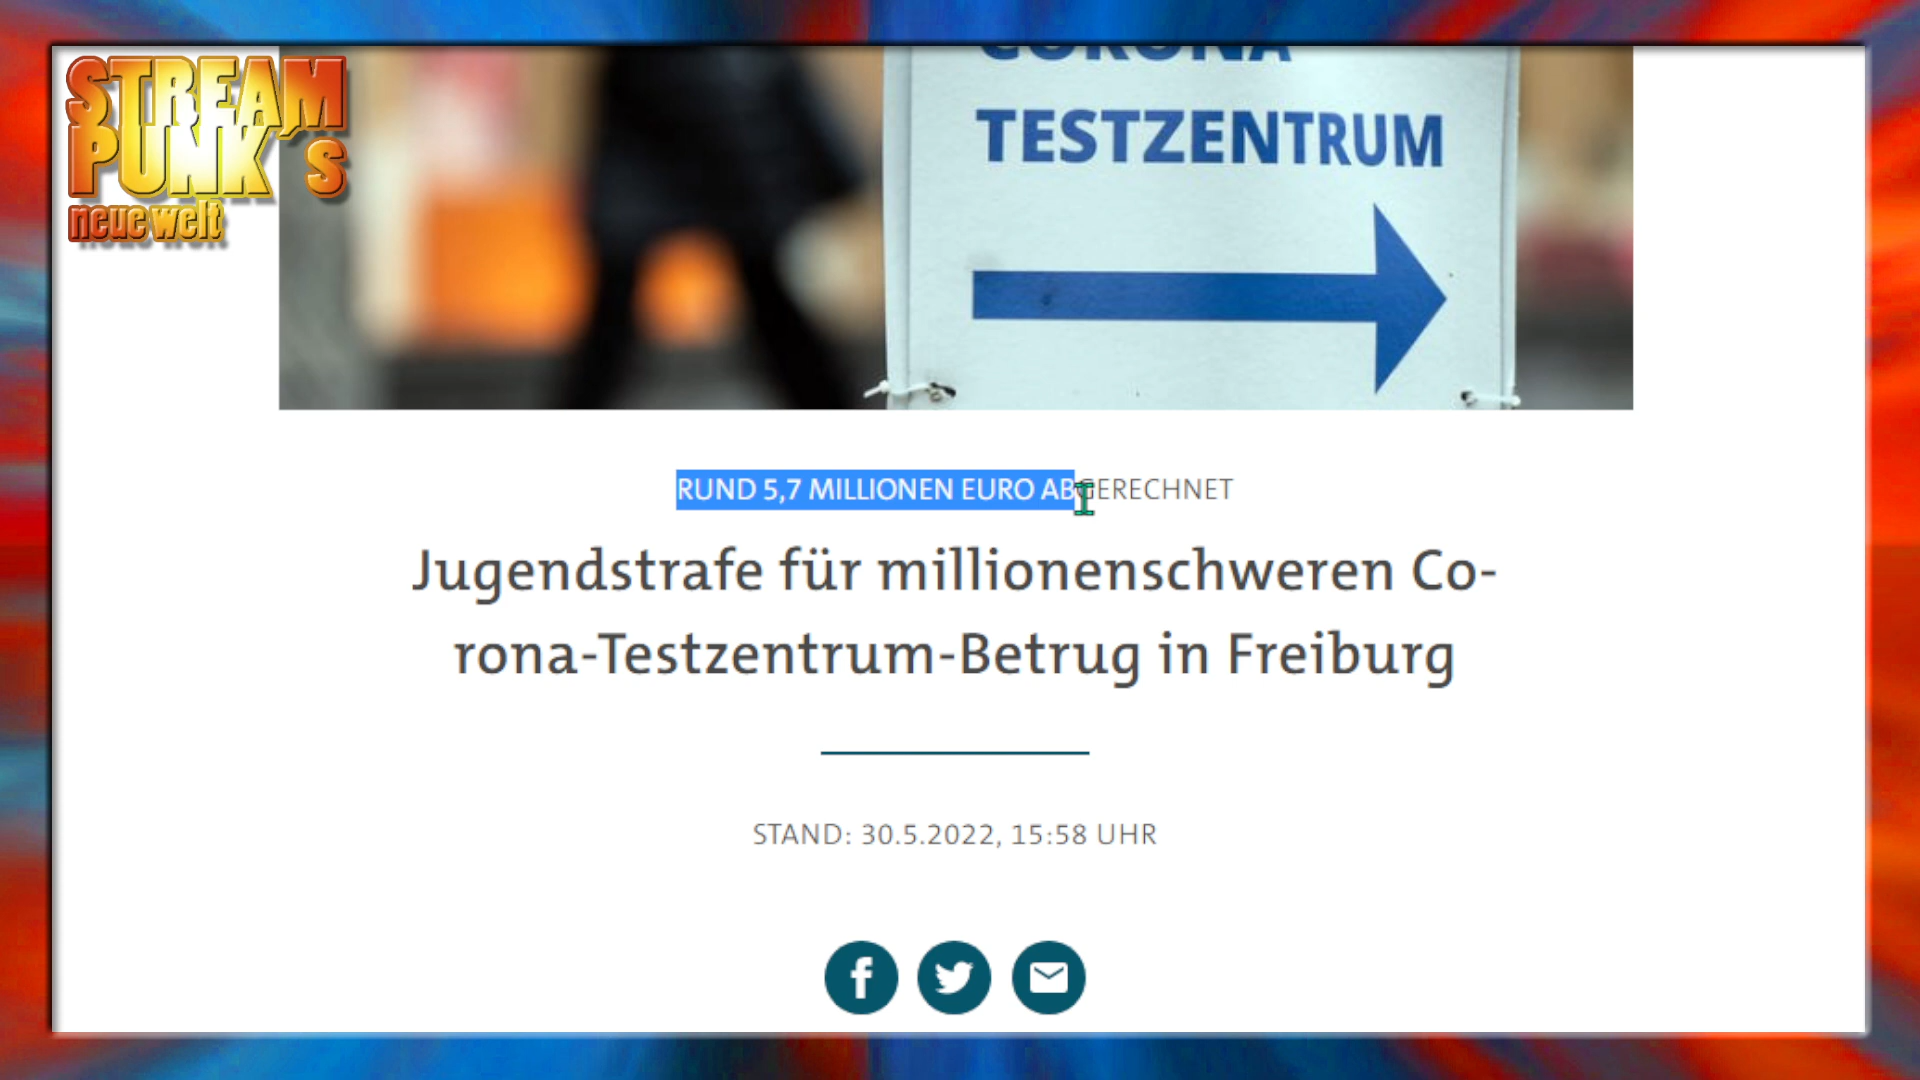 STREAM
PUNK´s
neue welt
CORONA
TESTZENTRUM
RUND 5,7 MILLIONEN EURO ABGERECHNET
Jugendstrafe für millionenschweren Co-
rona-Testzentrum-Betrug in Freiburg
STAND: 30.5.2022, 15:58 UHR